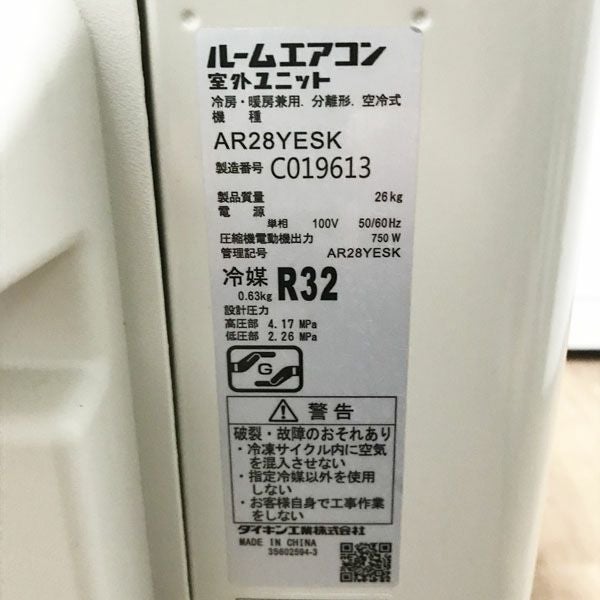 ルームエアコン
室外ユニット
冷房・暖房兼用. 分離形. 空冷式
機 種
AR28YESK
製造番号 C019613
製品質量 26kg
電 源
単相 100V 50/60Hz
圧縮機電動機出力 750W
管理記号 AR28YESK
冷媒 R32
0.63kg
設計圧力
高圧部 4.17 MPa
低圧部 2.26 MPa
G
警告
破裂・故障のおそれあり
・冷凍サイクル内に空気
を混入させない
・指定冷媒以外を使用
しない
・お客様自身で工事作業
をしない
ダイキン工業株式会社
MADE IN CHINA
3S602594-3